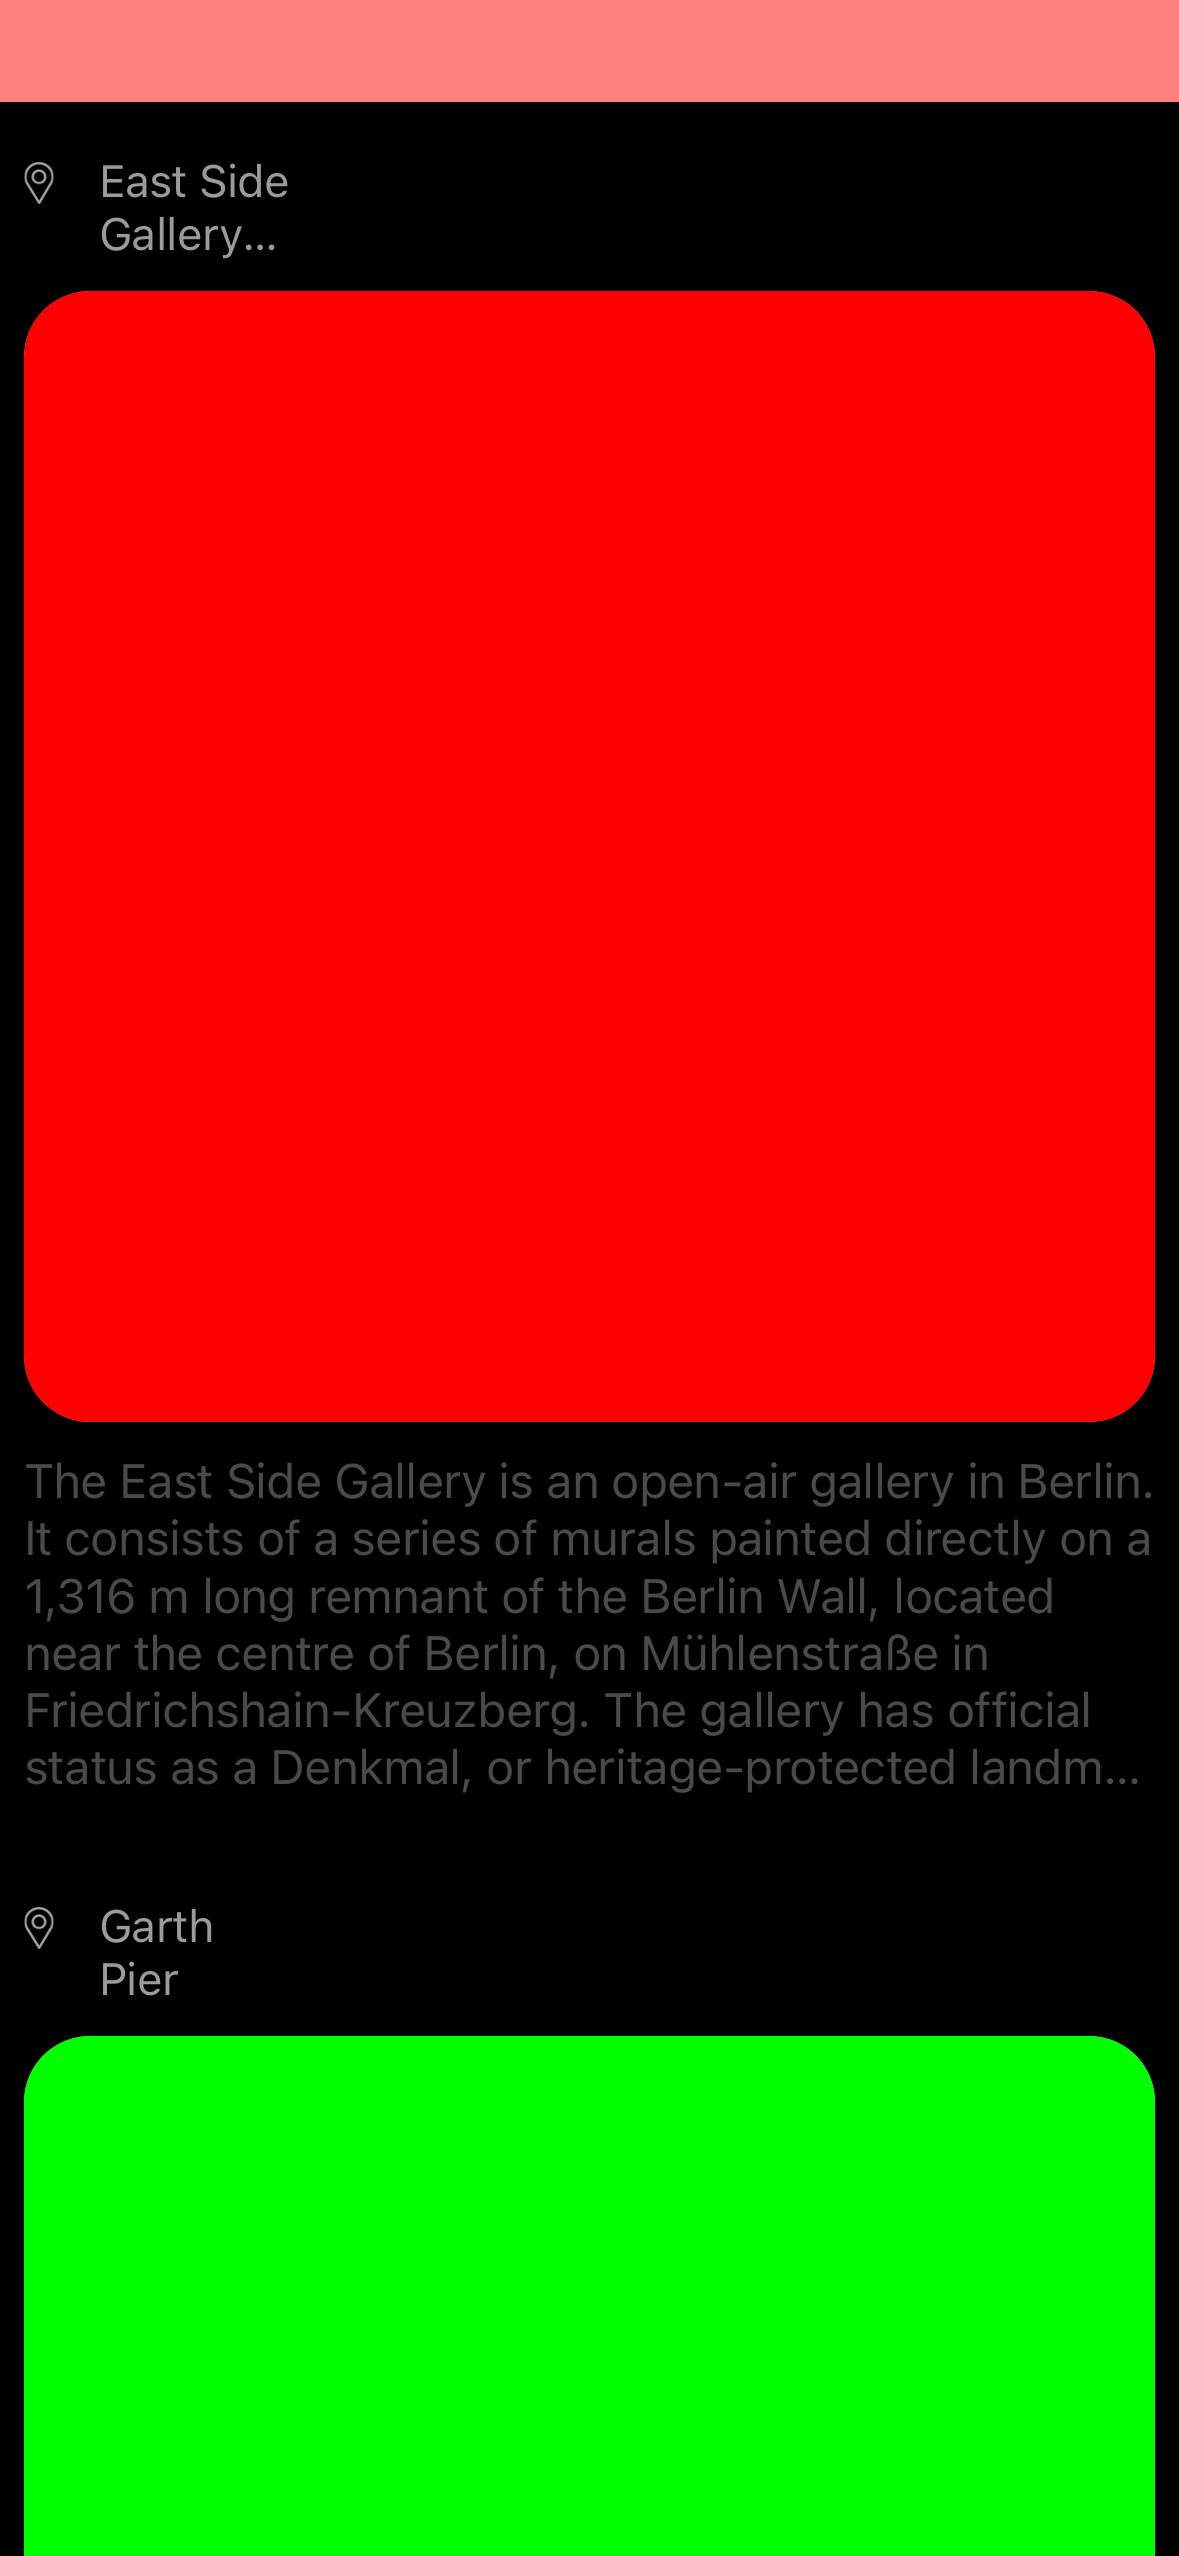 East Side
Gallery...
The East Side Gallery is an open-air gallery in Berlin.
It consists of a series of murals painted directly on a
1,316 m long remnant of the Berlin Wall, located
near the centre of Berlin, on Mühlenstraße in
Friedrichshain-Kreuzberg. The gallery has official
status as a Denkmal, or heritage-protected landm...
Garth
Pier